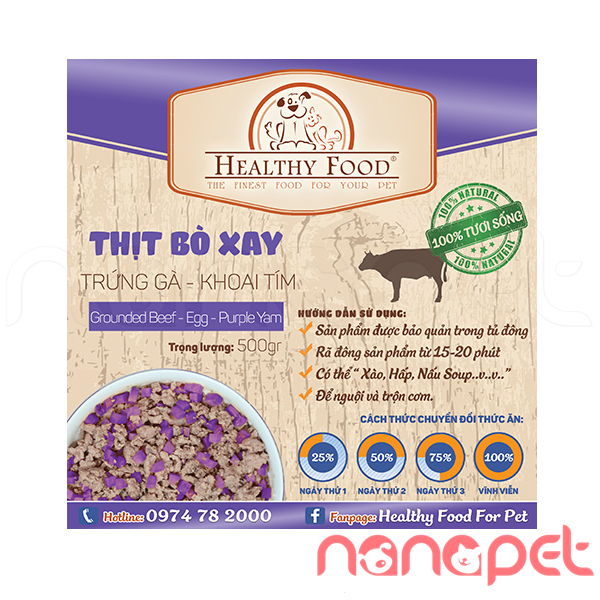 nanapet
HEALTHY FOOD®
THE FINEST FOOD FOR YOUR PET
100% NATURAL
100% TƯƠI SỐNG
100% NATURAL
THỊT BÒ XAY
TRỨNG GÀ - KHOAI TÍM
Grounded Beef - Egg - Purple Yam
Trọng lượng: 500gr
HƯỚNG DẪN SỬ DỤNG:
Sản phẩm được bảo quản trong tủ đông
Rã đông sản phẩm từ 15-20 phút
Có thể “ Xào, Hấp, Nấu Soup..v..v..”
Để nguội và trộn cơm.
CÁCH THỨC CHUYỂN ĐỔI THỨC ĂN:
25% 50% 75% 100%
NGÀY THỨ 1 NGÀY THỨ 2 NGÀY THỨ 3 VĨNH VIỄN
Hotline: 0974 78 2000
Fanpage: Healthy Food For Pet
nanapet